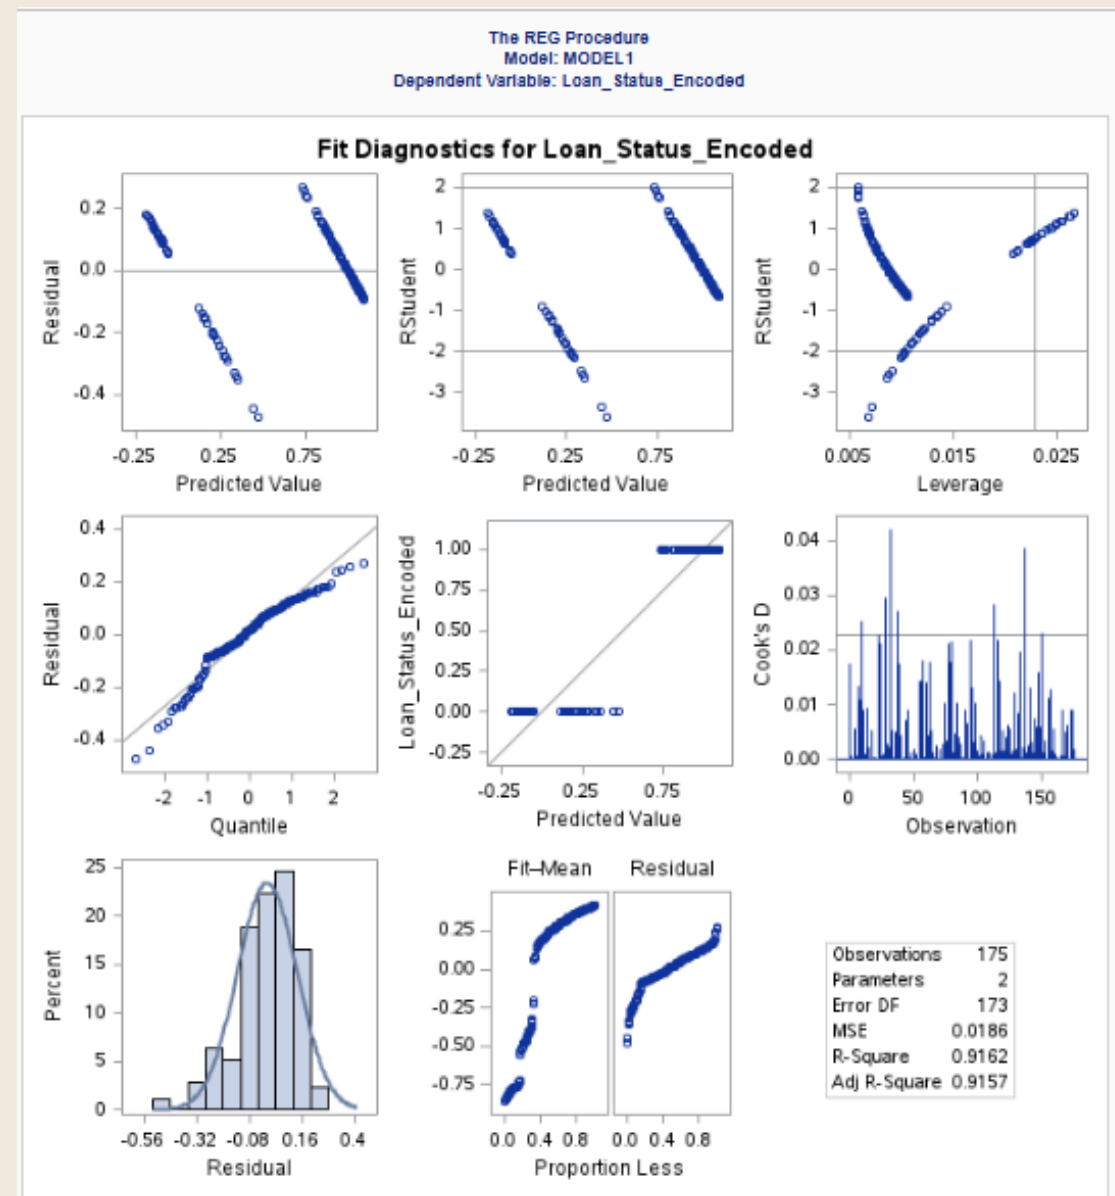 The REG Procedure
Model: MODEL1
Dependent Variable: Loan_Status_Encoded
Fit Diagnostics for Loan_Status_Encoded
Residual
0.2
0.0
-0.2
-0.4
-0.25 0.25 0.75
Predicted Value
RStudent
2
1
0
-1
-2
-3
-0.25 0.25 0.75
Predicted Value
RStudent
2
1
0
-1
-2
-3
0.005 0.015 0.025
Leverage
Residual
0.4
0.2
0.0
-0.2
-0.4
-2 -1 0 1 2
Quantile
Loan_Status_Encoded
1.00
0.75
0.50
0.25
0.00
-0.25
-0.25 0.25 0.75
Predicted Value
Cook's D
0.04
0.03
0.02
0.01
0.00
0 50 100 150
Observation
Percent
25
20
15
10
5
0
-0.56 -0.32 -0.08 0.16 0.4
Residual
Fit–Mean Residual
0.25
0.00
-0.25
-0.50
-0.75
0.0 0.4 0.8 0.0 0.4 0.8
Proportion Less
Observations 175
Parameters 2
Error DF 173
MSE 0.0186
R-Square 0.9162
Adj R-Square 0.9157